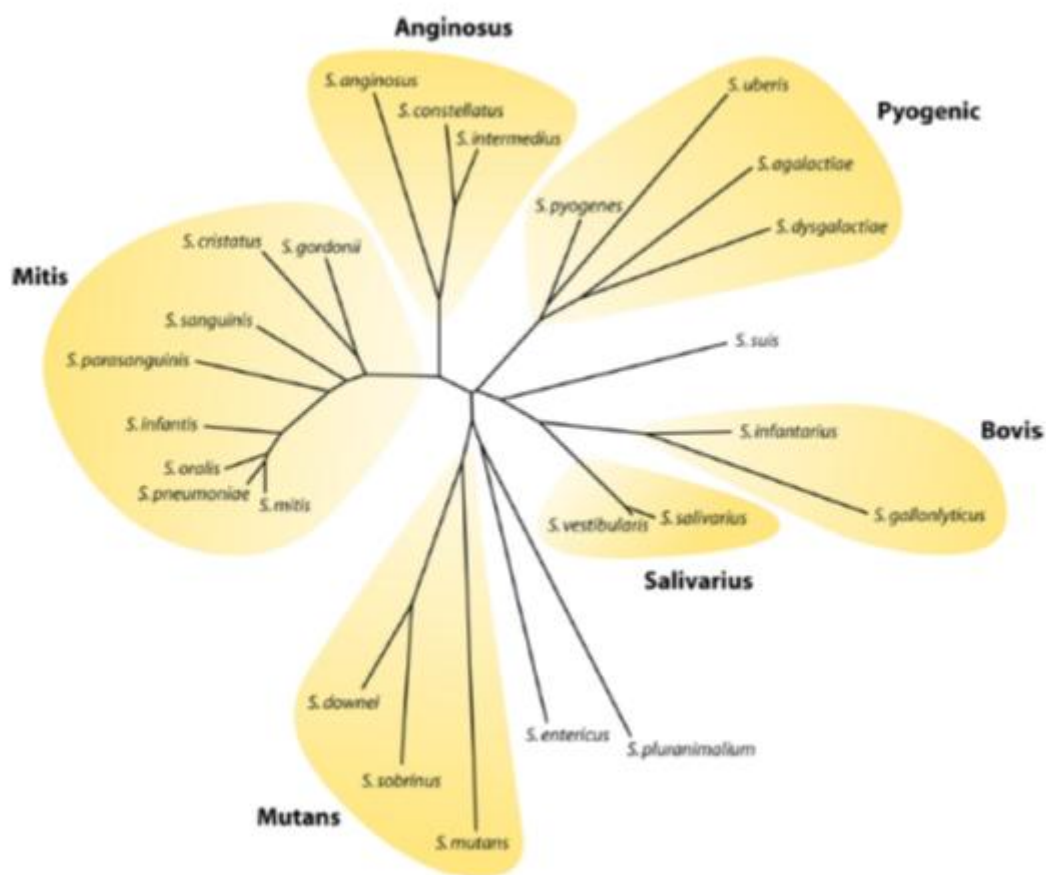 Anginosus
S. anginosus
S. constellatus
S. intermedius
S. uberis
Pyogenic
S. agalactiae
S. pyogenes
S. dysgalactiae
S. cristatus
S. gordonii
Mitis
S. sanguinis
S. parasanguinis
S. suis
S. infantis
S. infantarius
Bovis
S. oralis
S. pneumoniae
S. mitis
S. vestibularis
S. salivarius
S. gallonlyticus
Salivarius
S. downei
S. entericus
S. pluranimalium
S. sobrinus
Mutans
S. mutans